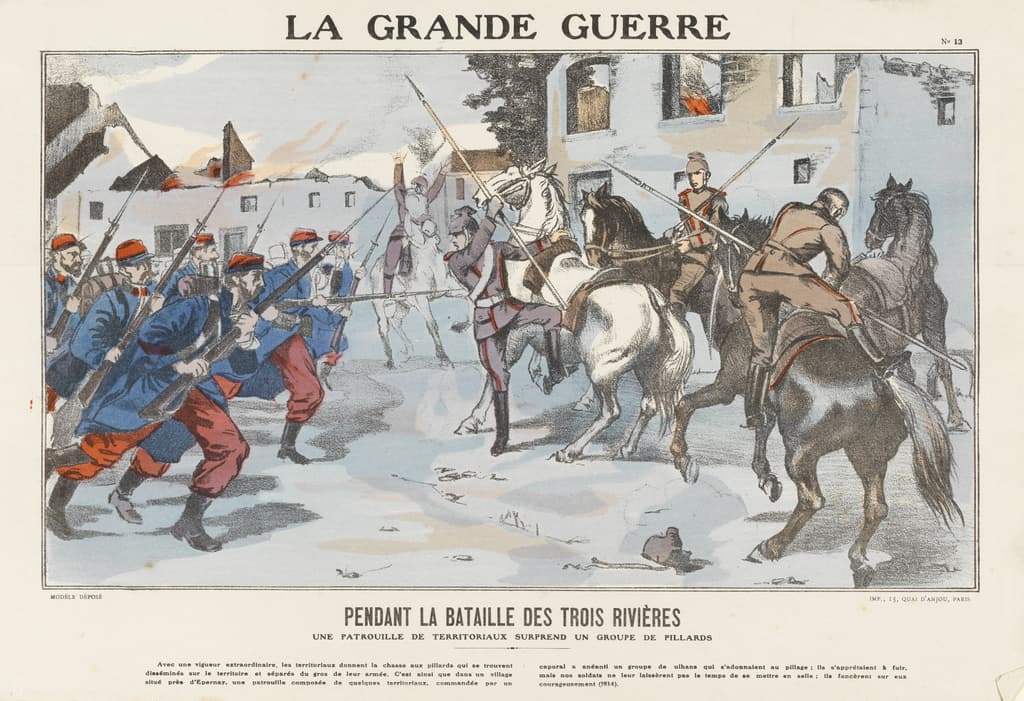 LA GRANDE GUERRE
No 13
MODÈLE DÉPOSÉ
IMP., 15, QUAI D'ANJOU, PARIS
PENDANT LA BATAILLE DES TROIS RIVIÈRES
UNE PATROUILLE DE TERRITORIAUX SURPREND UN GROUPE DE PILLARDS
Avec une vigueur extraordinaire, les territoriaux donnent la chasse aux pillards qui se trouvent
disséminés sur le territoire et séparés du gros de leur armée. C'est ainsi que dans un village
situé près d'Epernay, une patrouille composée de quelques territoriaux, commandée par un
caporal a anéanti un groupe de ulhans qui s'adonnaient au pillage ; ils s'apprêtaient à fuir,
mais nos soldats ne leur laissèrent pas le temps de se mettre en selle ; ils foncèrent sur eux
courageusement (1914).